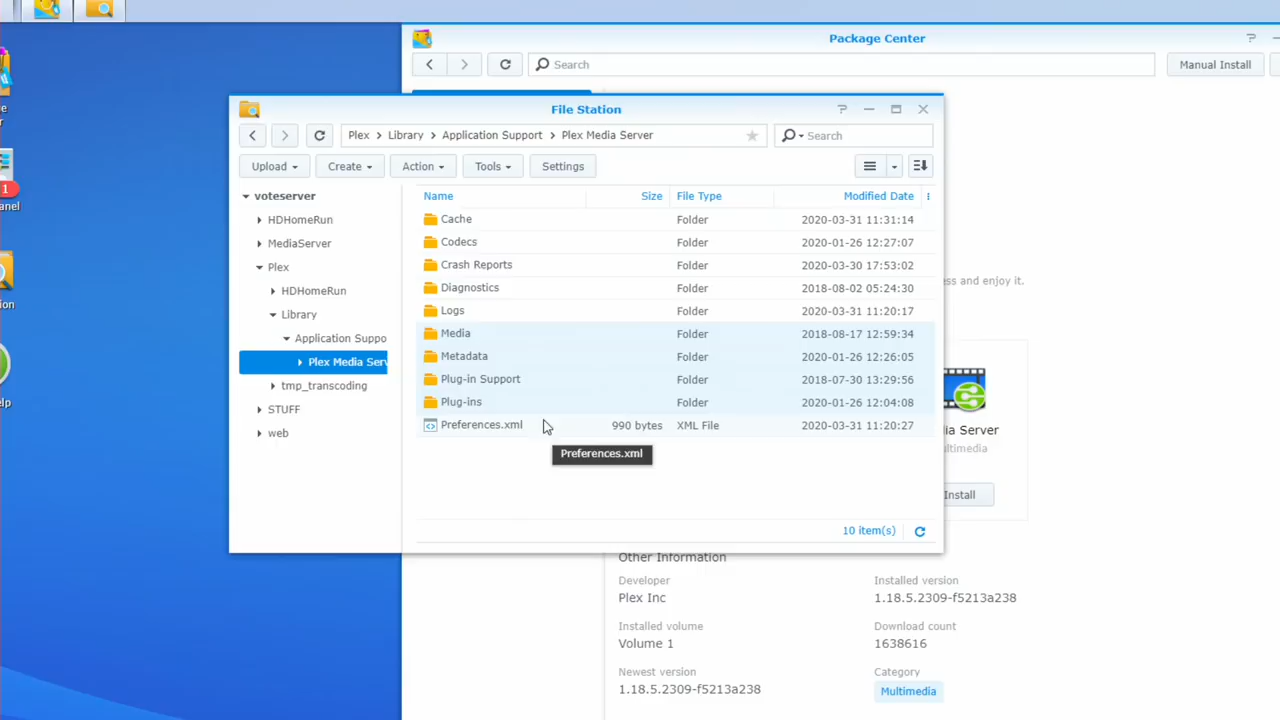 Package Center
Search
Manual Install
File Station
Plex Library Application Support Plex Media Server
Search
Upload Create Action Tools Settings
voteserver
HDHomeRun
MediaServer
Plex
HDHomeRun
Library
Application Suppo
Plex Media Serv
tmp_transcoding
STUFF
web
Name Size File Type Modified Date
Cache Folder 2020-03-31 11:31:14
Codecs Folder 2020-01-26 12:27:07
Crash Reports Folder 2020-03-30 17:53:02
Diagnostics Folder 2018-08-02 05:24:30
Logs Folder 2020-03-31 11:20:17
Media Folder 2018-08-17 12:59:34
Metadata Folder 2020-01-26 12:26:05
Plug-in Support Folder 2018-07-30 13:29:56
Plug-ins Folder 2020-01-26 12:04:08
Preferences.xml 990 bytes XML File 2020-03-31 11:20:27
Preferences.xml
10 item(s)
ess and enjoy it.
ia Server
ltimedia
Install
1
anel
ion
elp
Other Information
Developer
Plex Inc
Installed version
1.18.5.2309-f5213a238
Installed volume
Volume 1
Download count
1638616
Newest version
1.18.5.2309-f5213a238
Category
Multimedia